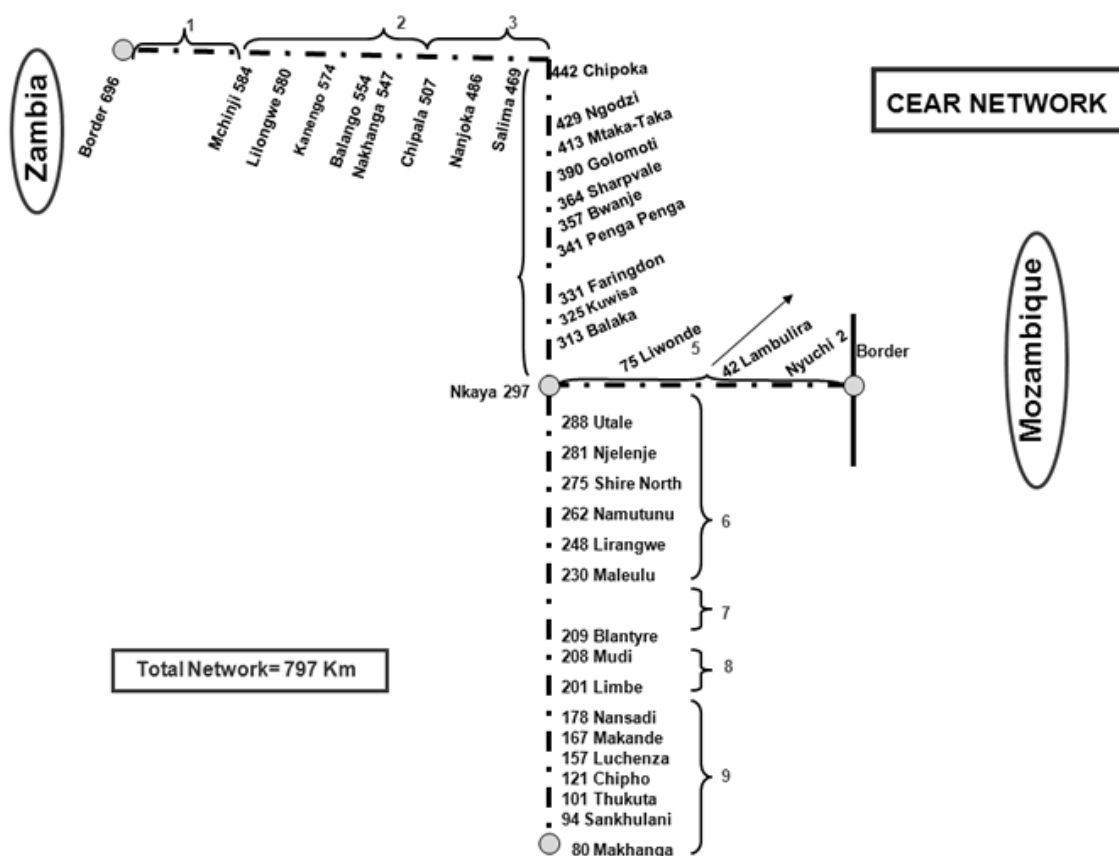 1
2
3
Zambia
Border 696
Mchinji 584
Lilongwe 580
Kanengo 574
Balango 554
Nakhanga 547
Chipala 507
Nanjoka 486
Salima 469
442 Chipoka
CEAR NETWORK
429 Ngodzi
413 Mtaka-Taka
390 Golomoti
364 Sharpvale
357 Bwanje
341 Penga Penga
331 Faringdon
325 Kuwisa
313 Balaka
Mozambique
75 Liwonde
5
42 Lambulira
Nyuchi 2
Border
Nkaya 297
288 Utale
281 Njelenje
275 Shire North
262 Namutunu
248 Lirangwe
230 Maleulu
6
7
209 Blantyre
208 Mudi
201 Limbe
8
Total Network= 797 Km
178 Nansadi
167 Makande
157 Luchenza
121 Chipho
101 Thukuta
94 Sankhulani
80 Makhanga
9